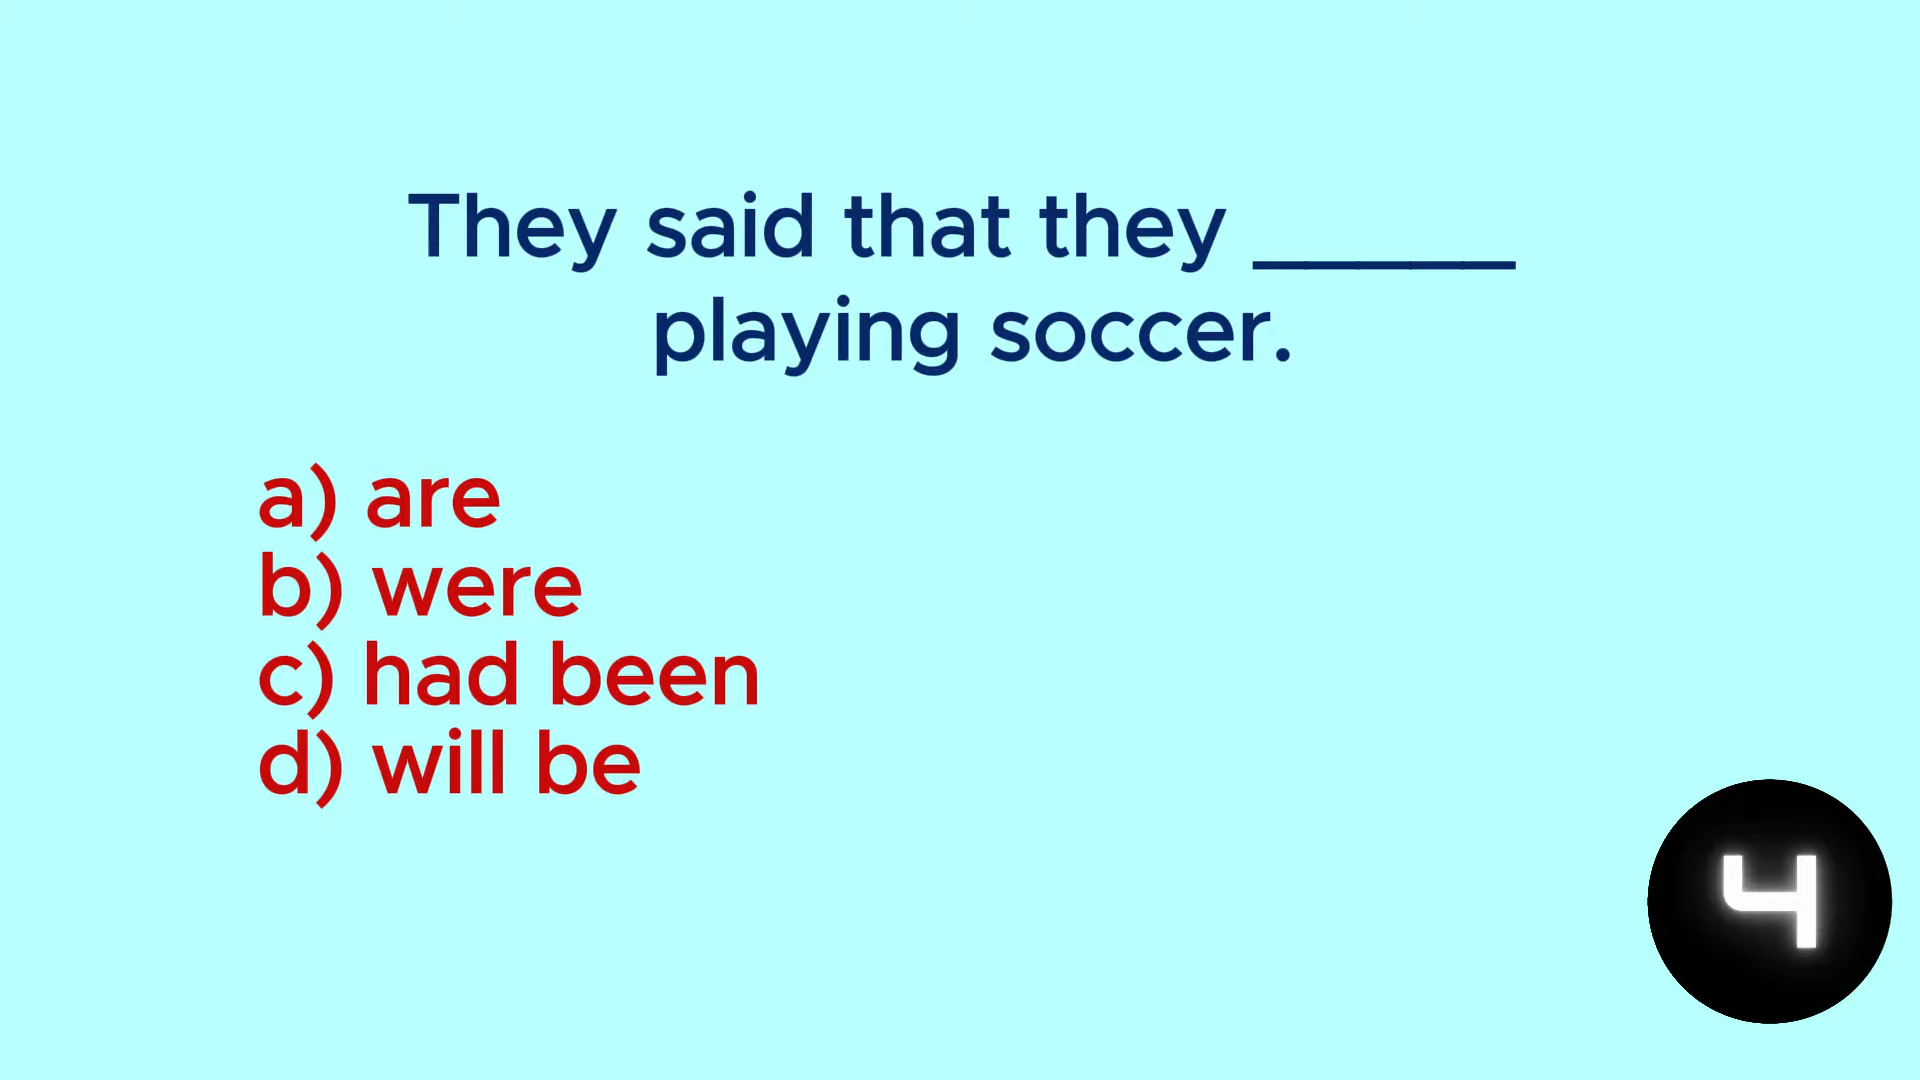 They said that they _____
playing soccer.
a) are
b) were
c) had been
d) will be
4